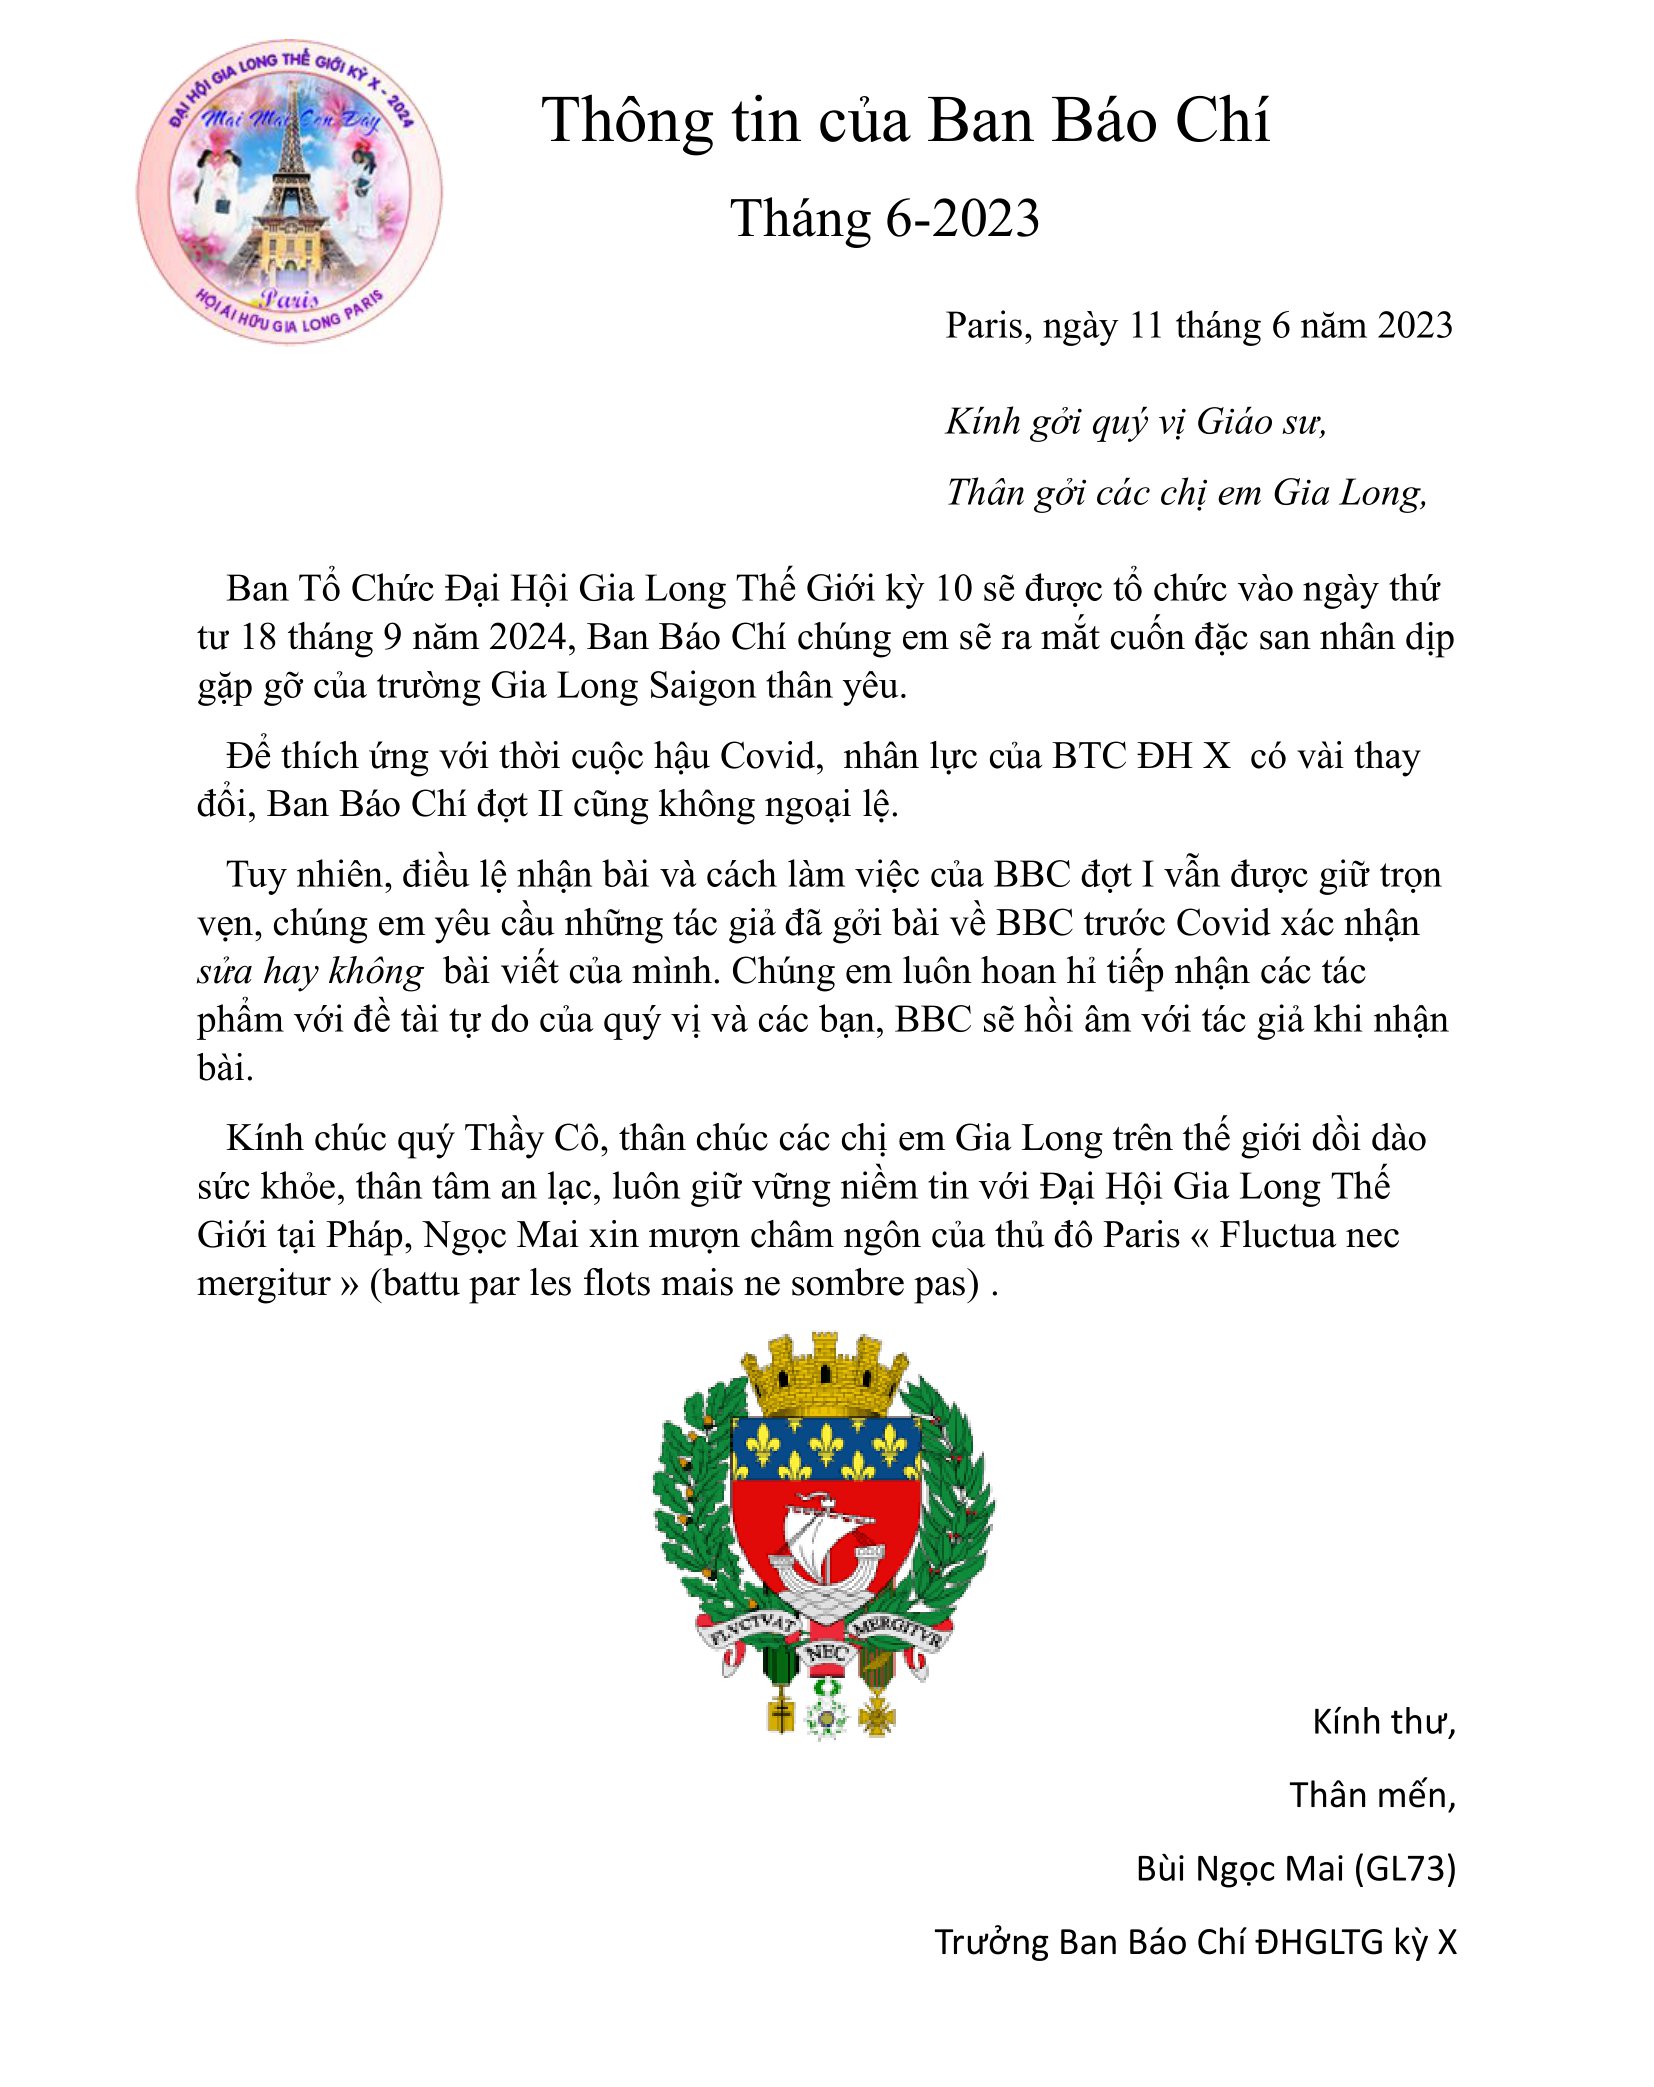 ĐẠI HỘI GIA LONG THẾ GIỚI KỲ X - 2024
Mai Mai Còn Đây
Paris
HỘI ÁI HỮU GIA LONG PARIS
Thông tin của Ban Báo Chí
Tháng 6-2023
Paris, ngày 11 tháng 6 năm 2023
Kính gởi quý vị Giáo sư,
Thân gởi các chị em Gia Long,
Ban Tổ Chức Đại Hội Gia Long Thế Giới kỳ 10 sẽ được tổ chức vào ngày thứ
tư 18 tháng 9 năm 2024, Ban Báo Chí chúng em sẽ ra mắt cuốn đặc san nhân dịp
gặp gỡ của trường Gia Long Saigon thân yêu.
Để thích ứng với thời cuộc hậu Covid,  nhân lực của BTC ĐH X  có vài thay
đổi, Ban Báo Chí đợt II cũng không ngoại lệ.
Tuy nhiên, điều lệ nhận bài và cách làm việc của BBC đợt I vẫn được giữ trọn
vẹn, chúng em yêu cầu những tác giả đã gởi bài về BBC trước Covid xác nhận
sửa hay không  bài viết của mình. Chúng em luôn hoan hỉ tiếp nhận các tác
phẩm với đề tài tự do của quý vị và các bạn, BBC sẽ hồi âm với tác giả khi nhận
bài.
Kính chúc quý Thầy Cô, thân chúc các chị em Gia Long trên thế giới dồi dào
sức khỏe, thân tâm an lạc, luôn giữ vững niềm tin với Đại Hội Gia Long Thế
Giới tại Pháp, Ngọc Mai xin mượn châm ngôn của thủ đô Paris « Fluctua nec
mergitur » (battu par les flots mais ne sombre pas) .
FLVCTVAT NEC MERGITVR
Kính thư,
Thân mến,
Bùi Ngọc Mai (GL73)
Trưởng Ban Báo Chí ĐHGLTG kỳ X